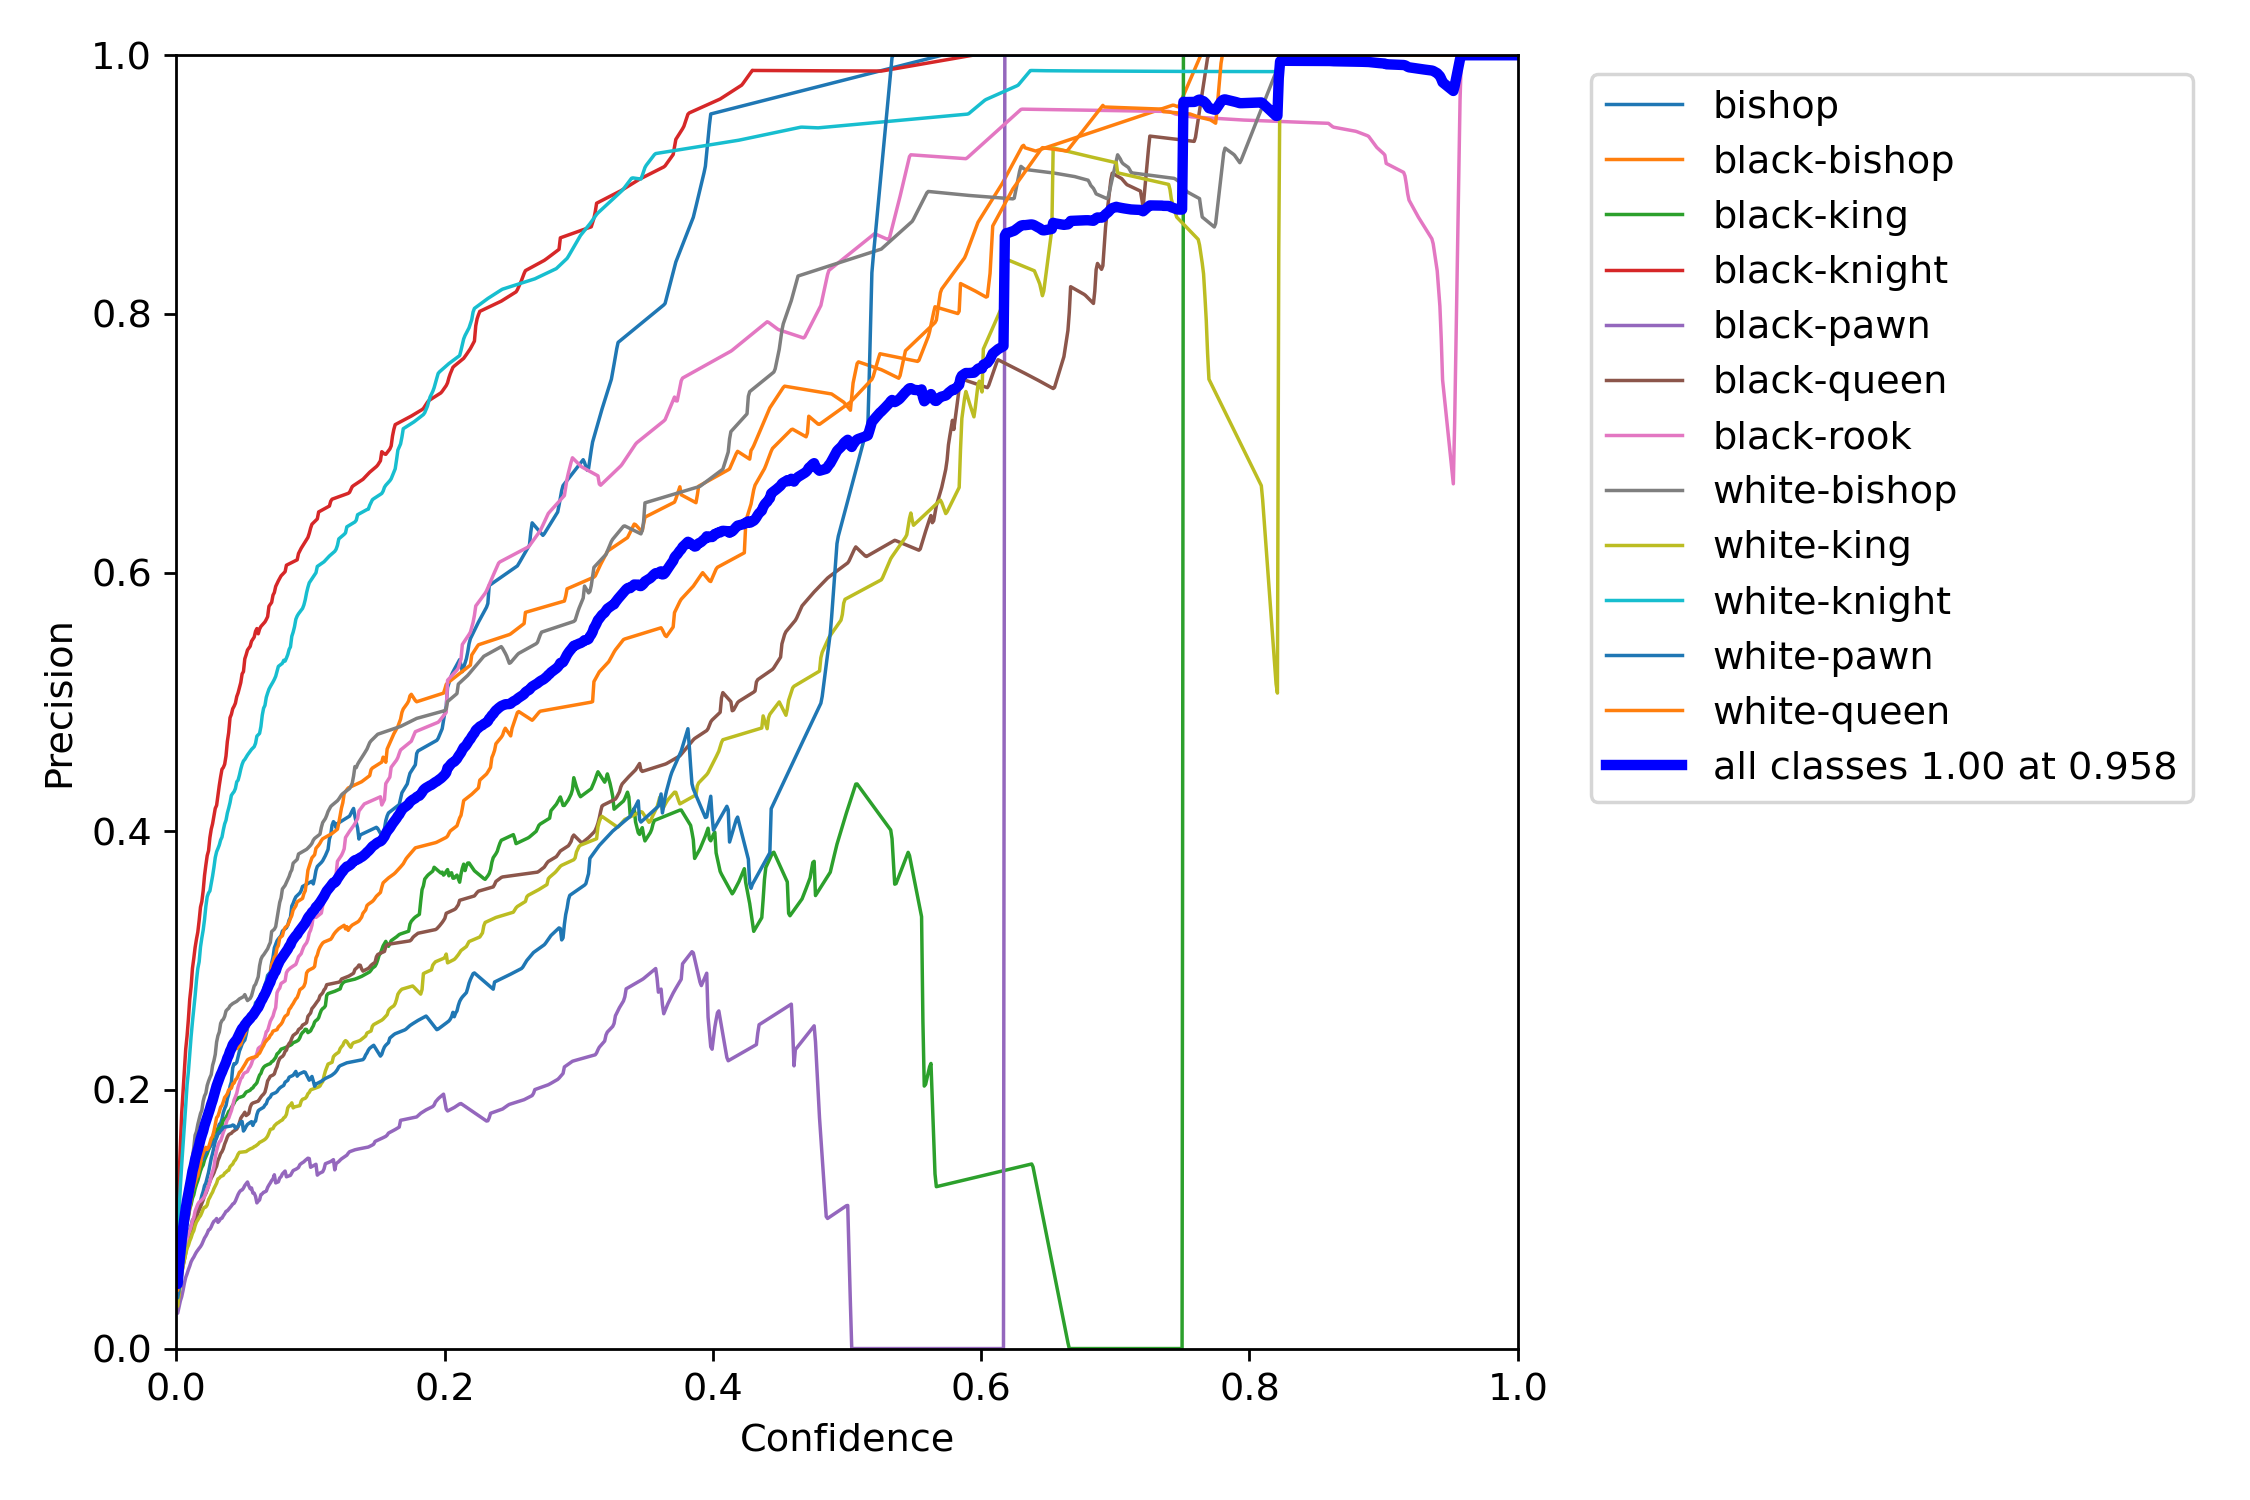 1.0
0.8
0.6
0.4
0.2
0.0
Precision
0.0 0.2 0.4 0.6 0.8 1.0
Confidence
bishop
black-bishop
black-king
black-knight
black-pawn
black-queen
black-rook
white-bishop
white-king
white-knight
white-pawn
white-queen
all classes 1.00 at 0.958